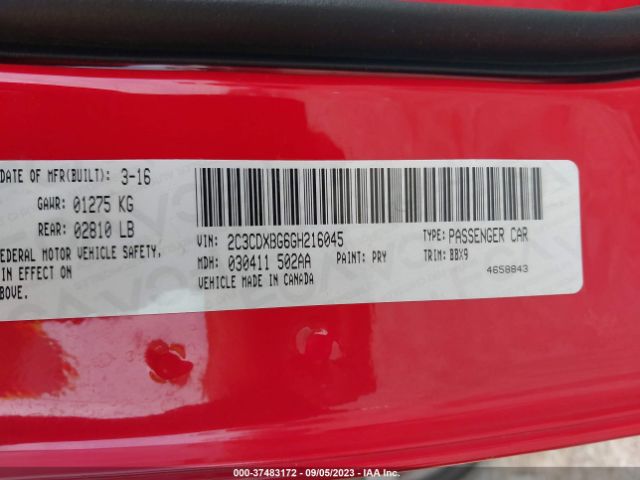 DATE OF MFR(BUILT): 3-16
GAWR: 01275 KG
REAR: 02810 LB
FEDERAL MOTOR VEHICLE SAFETY,
IN EFFECT ON
ABOVE.
VIN: 2C3CDXBG6GH216045
TYPE: PASSENGER CAR
MDH: 030411 502AA
PAINT: PRY
TRIM: BBX9
VEHICLE MADE IN CANADA
4658843
000-37483172 - 09/05/2023 - IAA Inc.